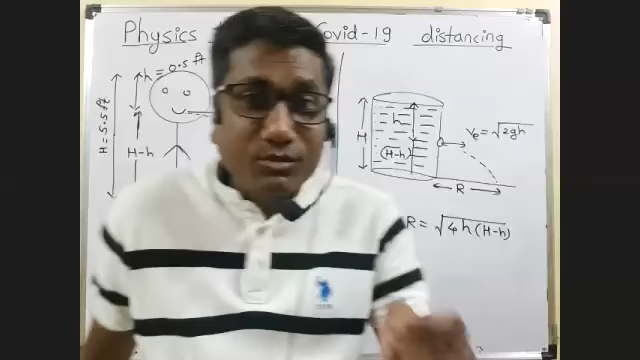 Physics Covid-19 distancing
h = 0.5 ft
H = 5.5 ft
H-h
H
h
(H-h)
Vₑ = √2gh
R
R = √4h(H-h)